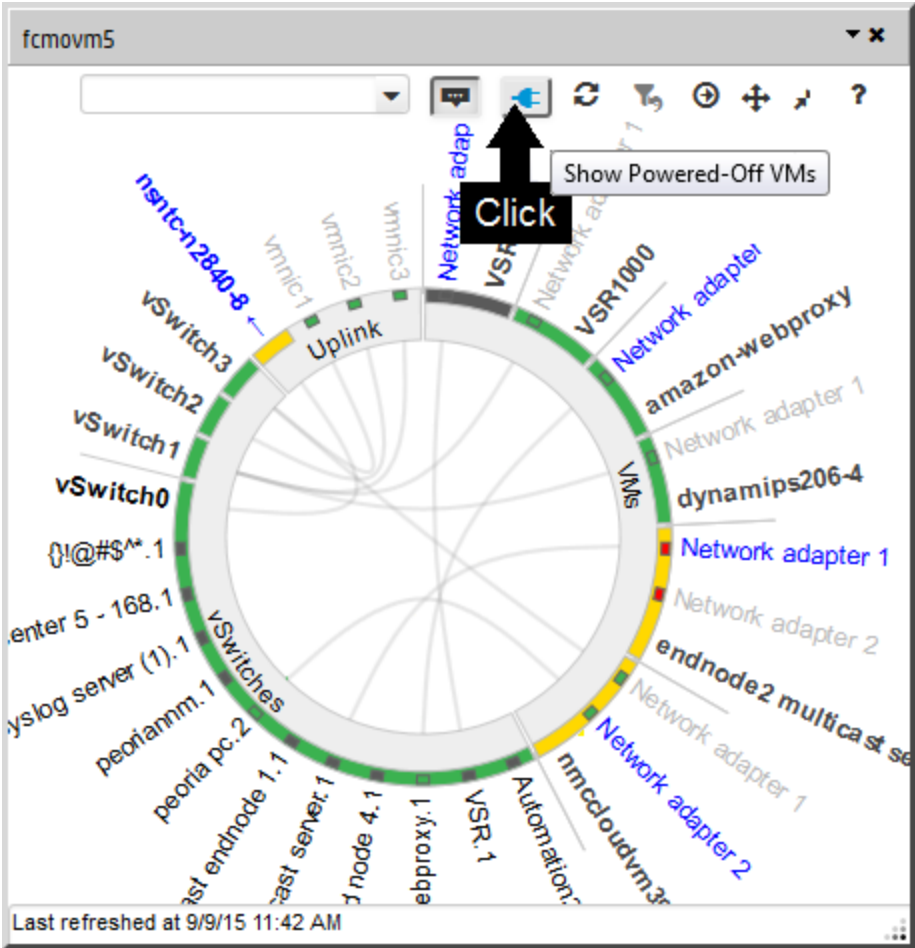 fcmovm5
Show Powered-Off VMs
Click
Network adap
VSR
Network ad
r 1
VSR1000
Network adapter
amazon-webproxy
Network adapter 1
dynamips206-4
Network adapter 1
Network adapter 2
endnode2 multicast se
Network adapter 1
Network adapter 2
nmccloudvm3
Automation
VSR.1
ebproxy.1
d node 4.1
cast server.1
ast endnode 1.1
peoria pc.2
peoriannm.1
yslog server (1).1
enter 5 - 168.1
{}!@#$^*.1
vSwitch0
vSwitch1
vSwitch2
vSwitch3
nsntc-n2840-8 ←
vmnic1
vmnic2
vmnic3
Uplink
VMs
vSwitches
Last refreshed at 9/9/15 11:42 AM